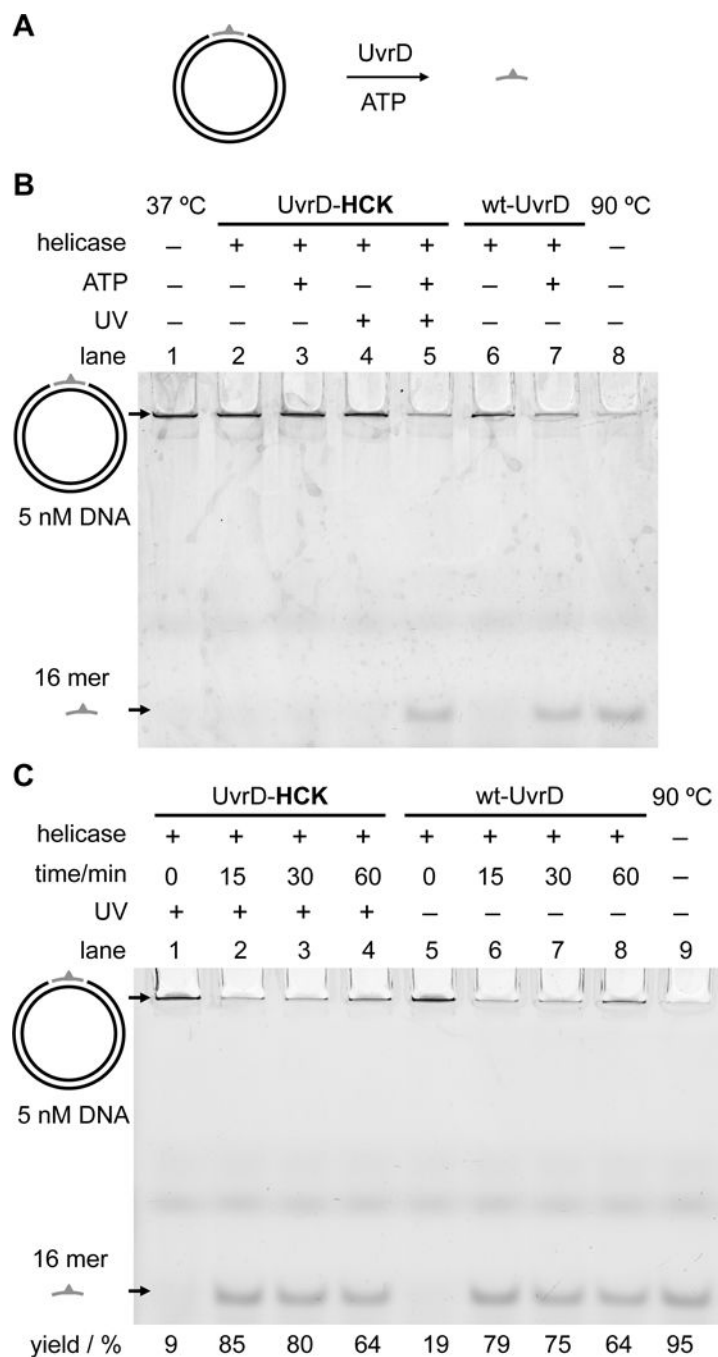 A
UvrD
ATP
B
37 ºC UvrD-HCK wt-UvrD 90 ºC
helicase – + + + + + + –
ATP – – + – + – + –
UV – – – + + – – –
lane 1 2 3 4 5 6 7 8
5 nM DNA
16 mer
C
UvrD-HCK wt-UvrD 90 ºC
helicase + + + + + + + + –
time/min 0 15 30 60 0 15 30 60 –
UV + + + + – – – – –
lane 1 2 3 4 5 6 7 8 9
5 nM DNA
16 mer
yield / % 9 85 80 64 19 79 75 64 95